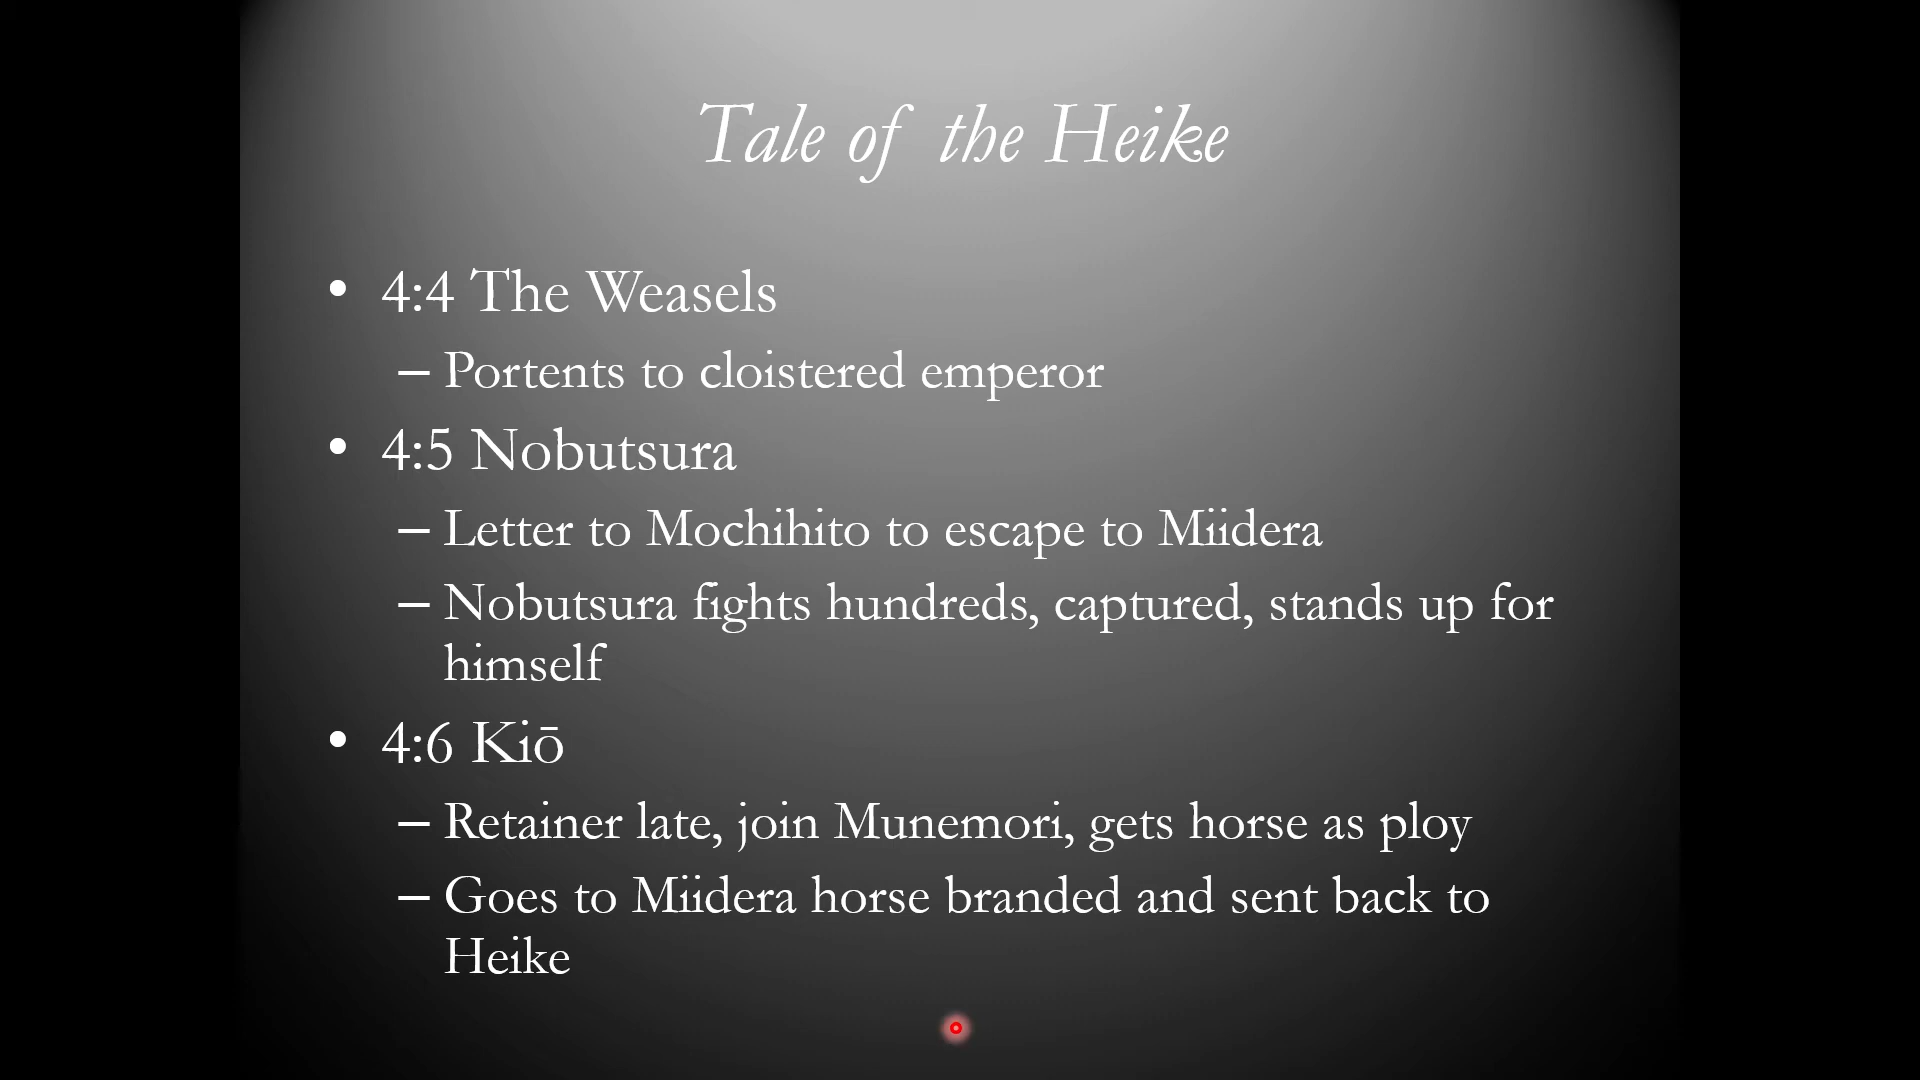 Tale of the Heike
• 4:4 The Weasels
– Portents to cloistered emperor
• 4:5 Nobutsura
– Letter to Mochihito to escape to Miidera
– Nobutsura fights hundreds, captured, stands up for
himself
• 4:6 Kiō
– Retainer late, join Munemori, gets horse as ploy
– Goes to Miidera horse branded and sent back to
Heike